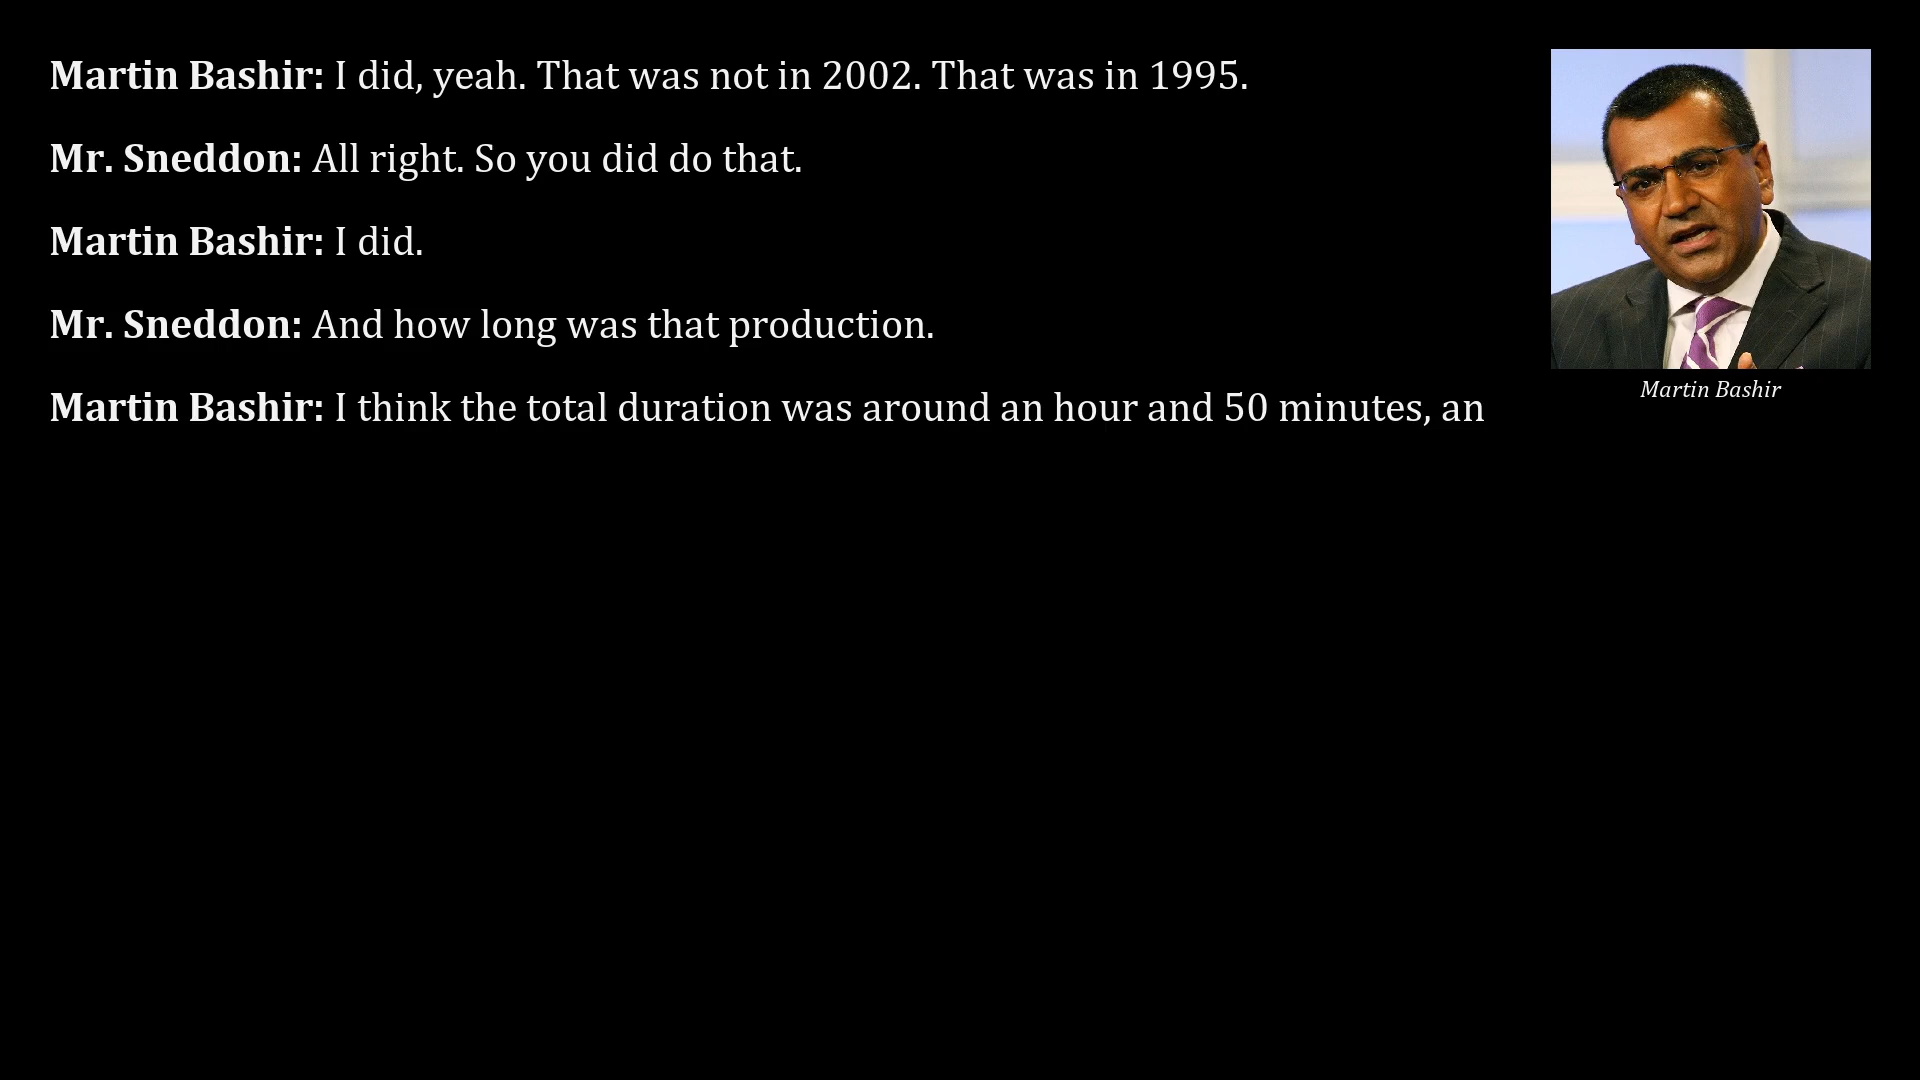 Martin Bashir: I did, yeah. That was not in 2002. That was in 1995.
Mr. Sneddon: All right. So you did do that.
Martin Bashir: I did.
Mr. Sneddon: And how long was that production.
Martin Bashir: I think the total duration was around an hour and 50 minutes, an
Martin Bashir